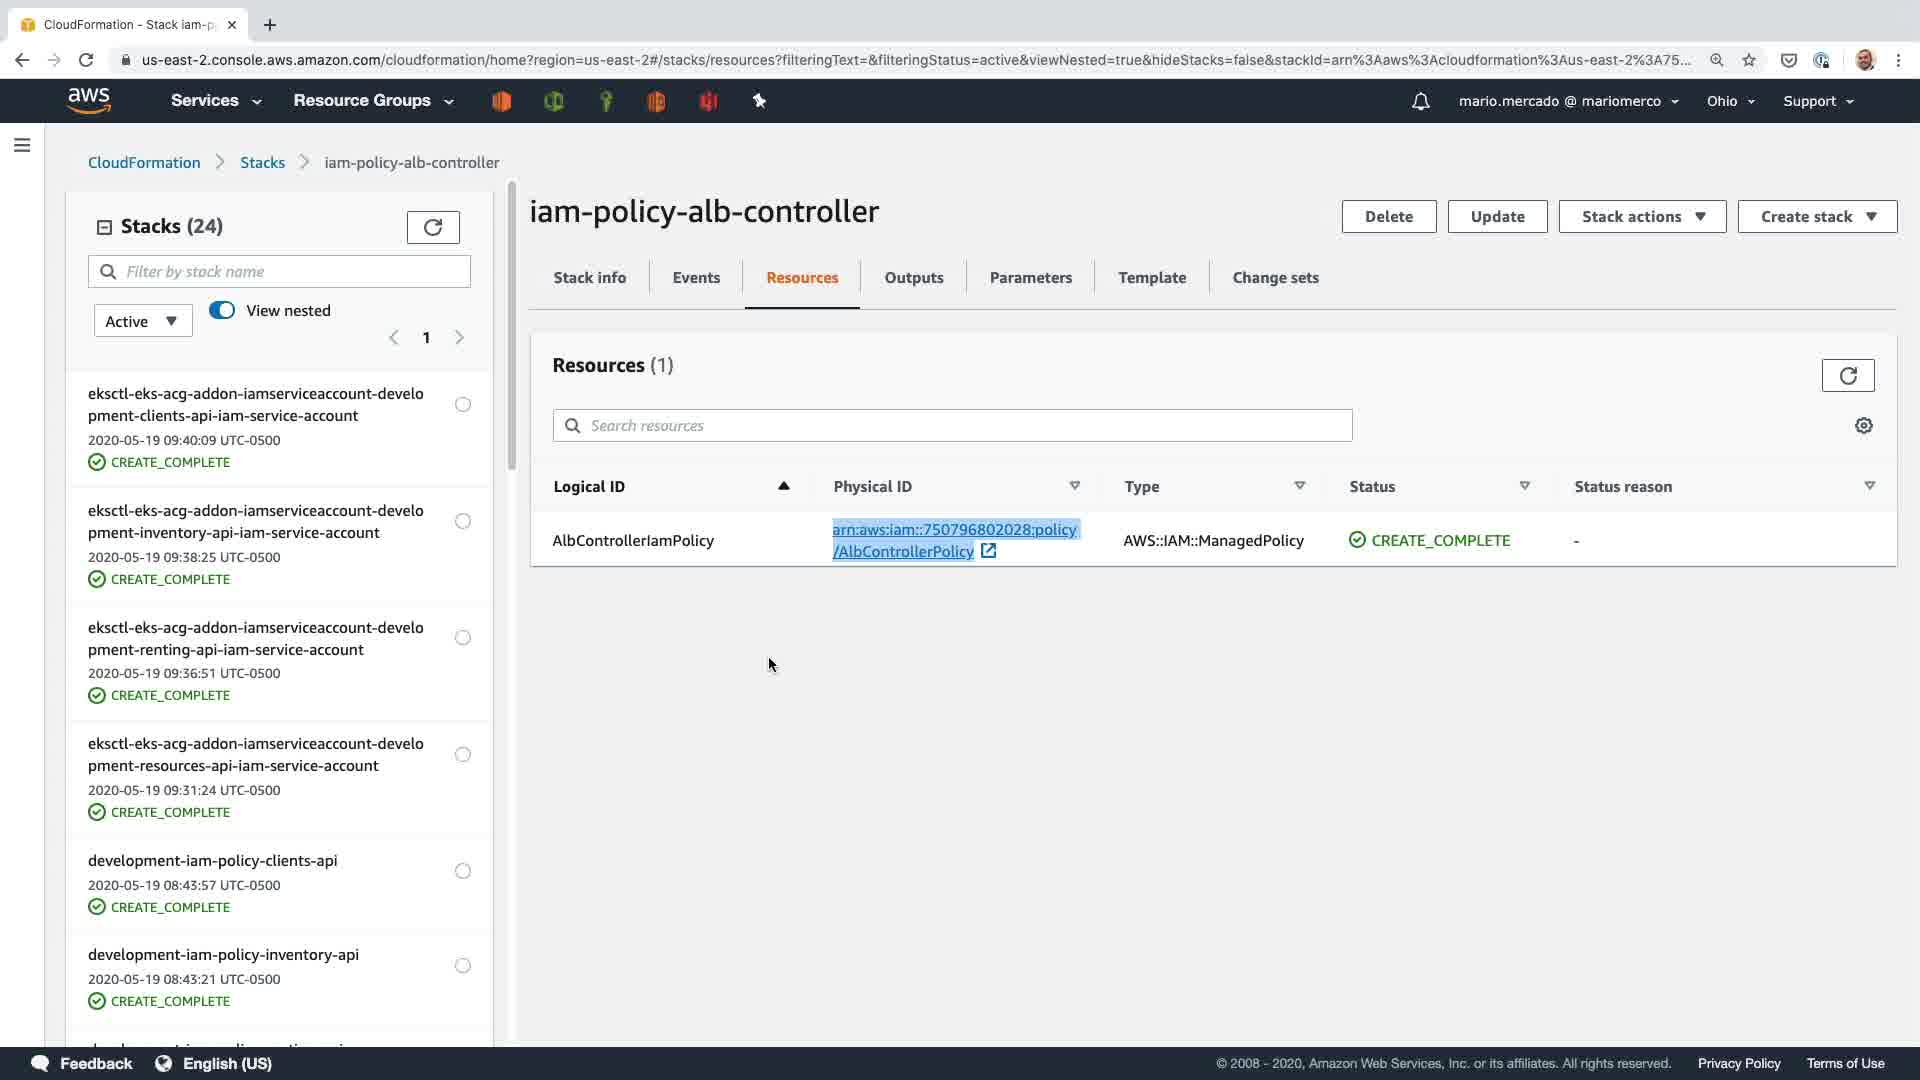 CloudFormation - Stack iam-p
us-east-2.console.aws.amazon.com/cloudformation/home?region=us-east-2#/stacks/resources?filteringText=&filteringStatus=active&viewNested=true&hideStacks=false&stackId=arn%3Aaws%3Acloudformation%3Aus-east-2%3A75...
aws
Services
Resource Groups
mario.mercado @ mariomerco
Ohio
Support
CloudFormation
Stacks
iam-policy-alb-controller
Stacks (24)
Filter by stack name
Active
View nested
1
eksctl-eks-acg-addon-iamserviceaccount-develo
pment-clients-api-iam-service-account
2020-05-19 09:40:09 UTC-0500
CREATE_COMPLETE
eksctl-eks-acg-addon-iamserviceaccount-develo
pment-inventory-api-iam-service-account
2020-05-19 09:38:25 UTC-0500
CREATE_COMPLETE
eksctl-eks-acg-addon-iamserviceaccount-develo
pment-renting-api-iam-service-account
2020-05-19 09:36:51 UTC-0500
CREATE_COMPLETE
eksctl-eks-acg-addon-iamserviceaccount-develo
pment-resources-api-iam-service-account
2020-05-19 09:31:24 UTC-0500
CREATE_COMPLETE
development-iam-policy-clients-api
2020-05-19 08:43:57 UTC-0500
CREATE_COMPLETE
development-iam-policy-inventory-api
2020-05-19 08:43:21 UTC-0500
CREATE_COMPLETE
iam-policy-alb-controller
Delete
Update
Stack actions
Create stack
Stack info
Events
Resources
Outputs
Parameters
Template
Change sets
Resources (1)
Search resources
Logical ID
Physical ID
Type
Status
Status reason
AlbControllerIamPolicy
arn:aws:iam::750796802028:policy
/AlbControllerPolicy
AWS::IAM::ManagedPolicy
CREATE_COMPLETE
-
Feedback
English (US)
© 2008 - 2020, Amazon Web Services, Inc. or its affiliates. All rights reserved.
Privacy Policy
Terms of Use